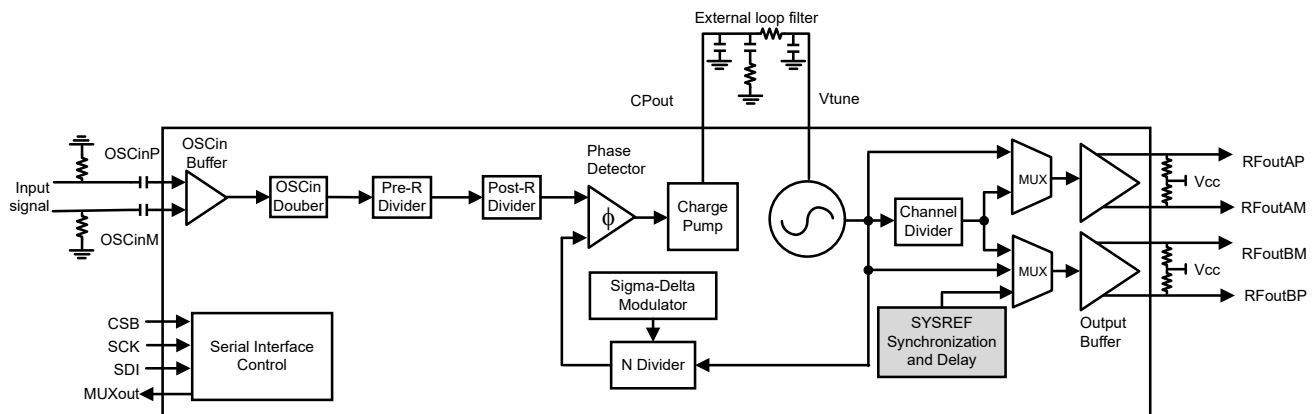 External loop filter
CPout
Vtune
OSCinP
OSCin
Buffer
Input
signal
OSCinM
OSCin
Douber
Pre-R
Divider
Post-R
Divider
Phase
Detector
ϕ
Charge
Pump
Channel
Divider
MUX
MUX
RFoutAP
Vcc
RFoutAM
RFoutBM
Vcc
RFoutBP
Sigma-Delta
Modulator
N Divider
SYSREF
Synchronization
and Delay
Output
Buffer
CSB
SCK
SDI
MUXout
Serial Interface
Control